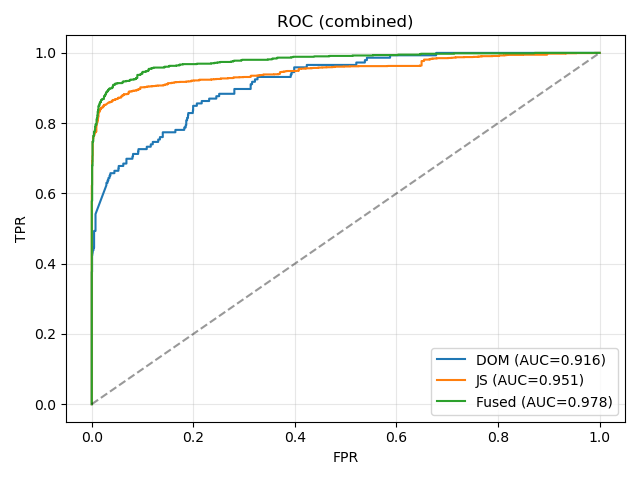 ROC (combined)
TPR
1.0
0.8
0.6
0.4
0.2
0.0
DOM (AUC=0.916)
JS (AUC=0.951)
Fused (AUC=0.978)
0.0 0.2 0.4 0.6 0.8 1.0
FPR